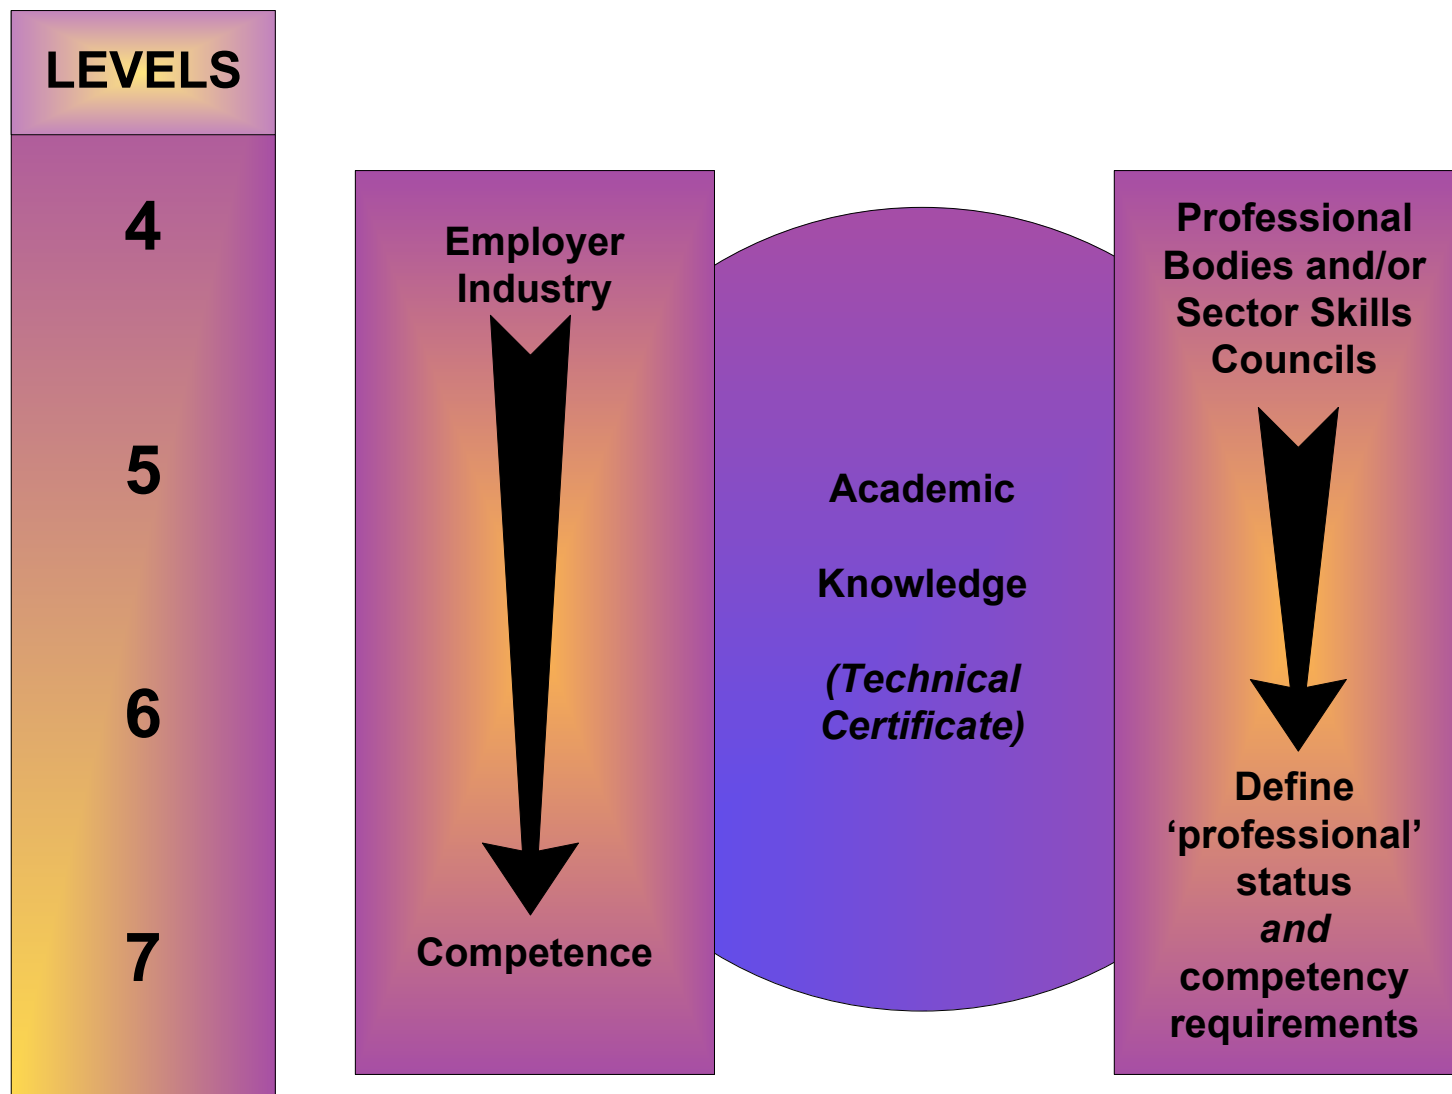 LEVELS
4
5
6
7
Employer
Industry
Competence
Academic
Knowledge
(Technical
Certificate)
Professional
Bodies and/or
Sector Skills
Councils
Define
‘professional’
status
and
competency
requirements